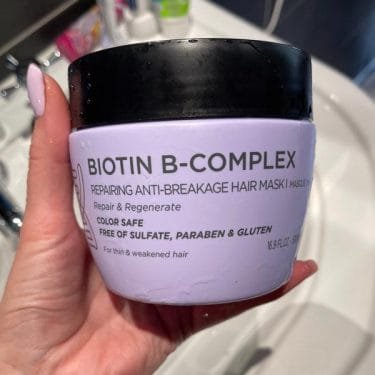 BIOTIN B-COMPLEX
REPAIRING ANTI-BREAKAGE HAIR MASK | MASQUE
Repair & Regenerate
COLOR SAFE
FREE OF SULFATE, PARABEN & GLUTEN
For thin & weakened hair
16.9 FL.OZ